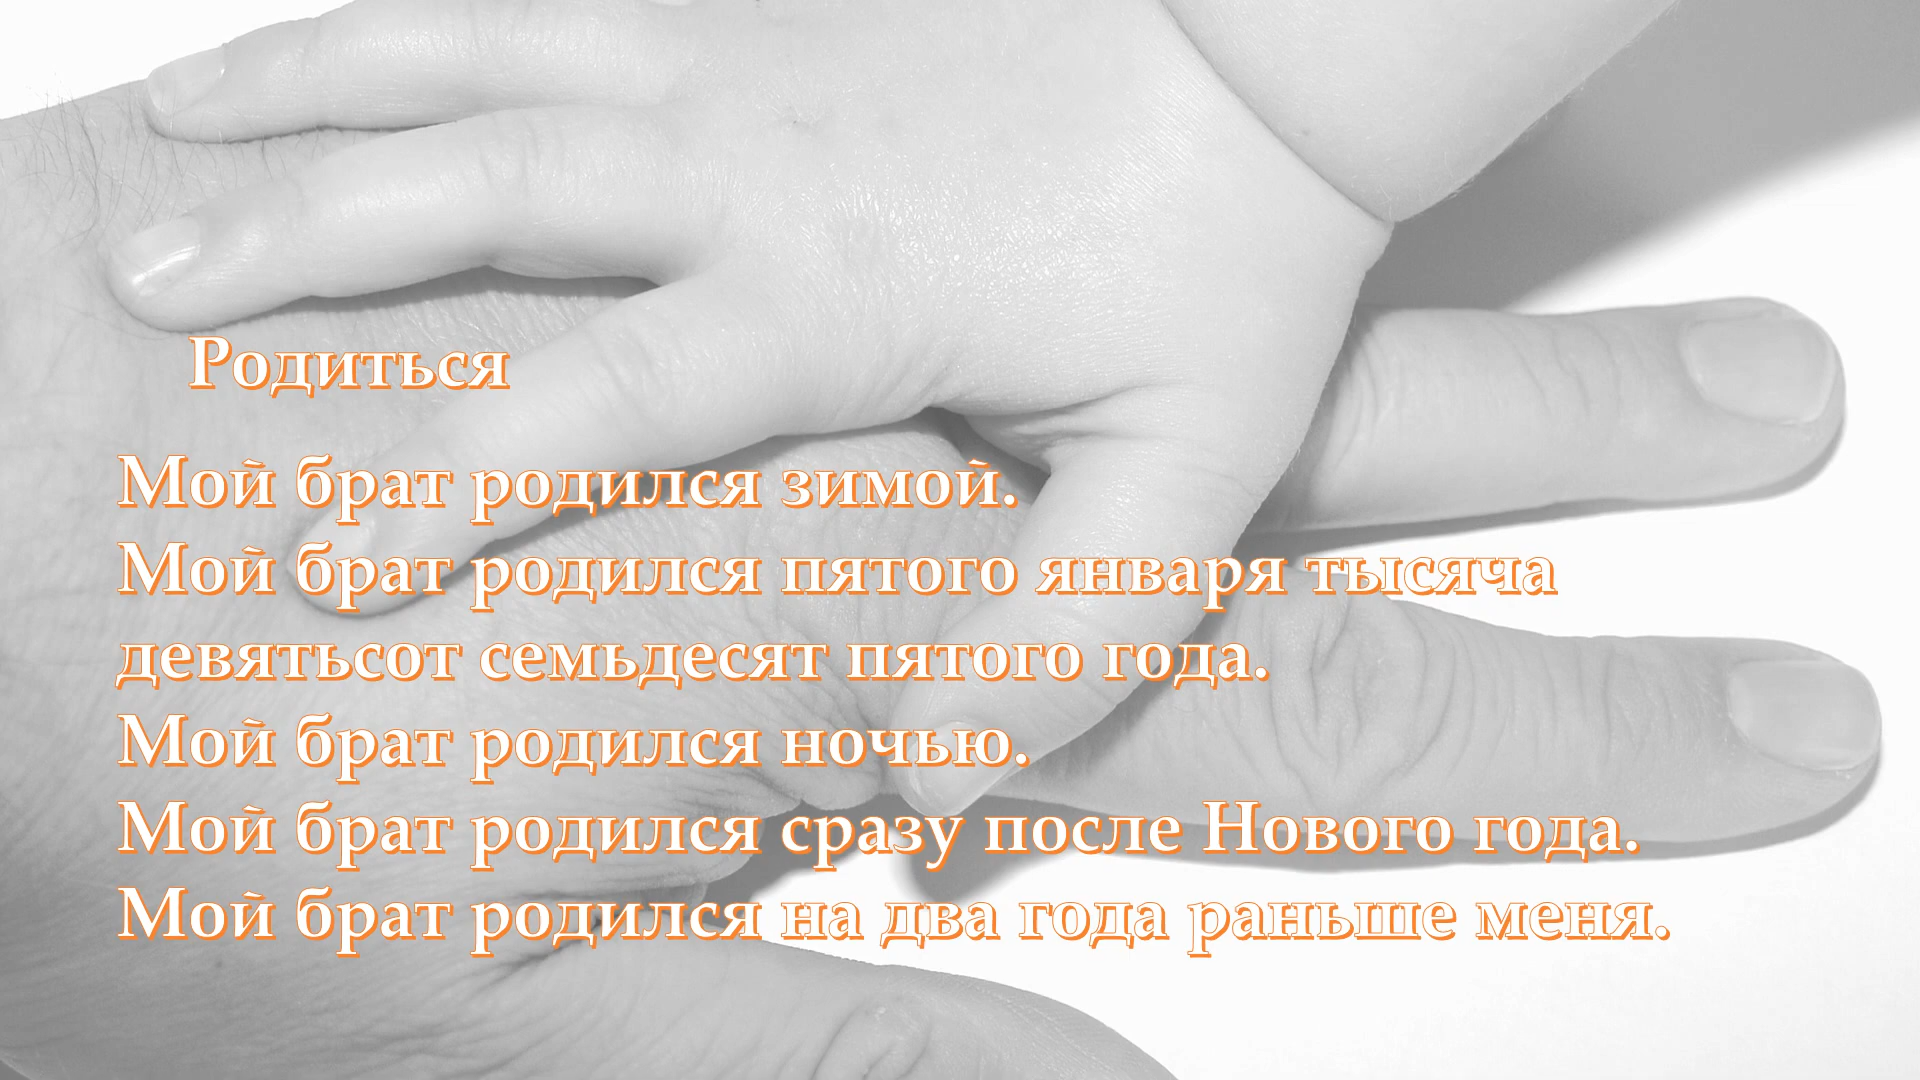 Родиться
Мой брат родился зимой.
Мой брат родился пятого января тысяча
девятьсот семьдесят пятого года.
Мой брат родился ночью.
Мой брат родился сразу после Нового года.
Мой брат родился на два года раньше меня.